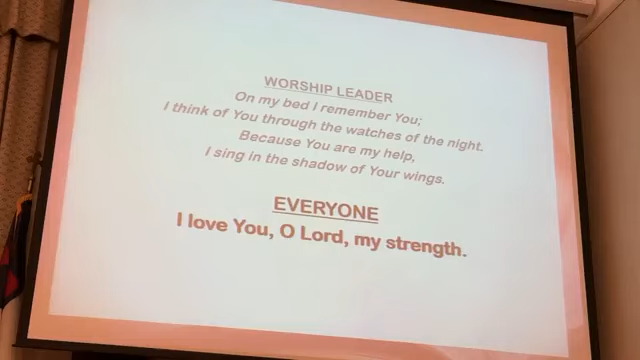 WORSHIP LEADER
On my bed I remember You;
I think of You through the watches of the night.
Because You are my help,
I sing in the shadow of Your wings.
EVERYONE
I love You, O Lord, my strength.